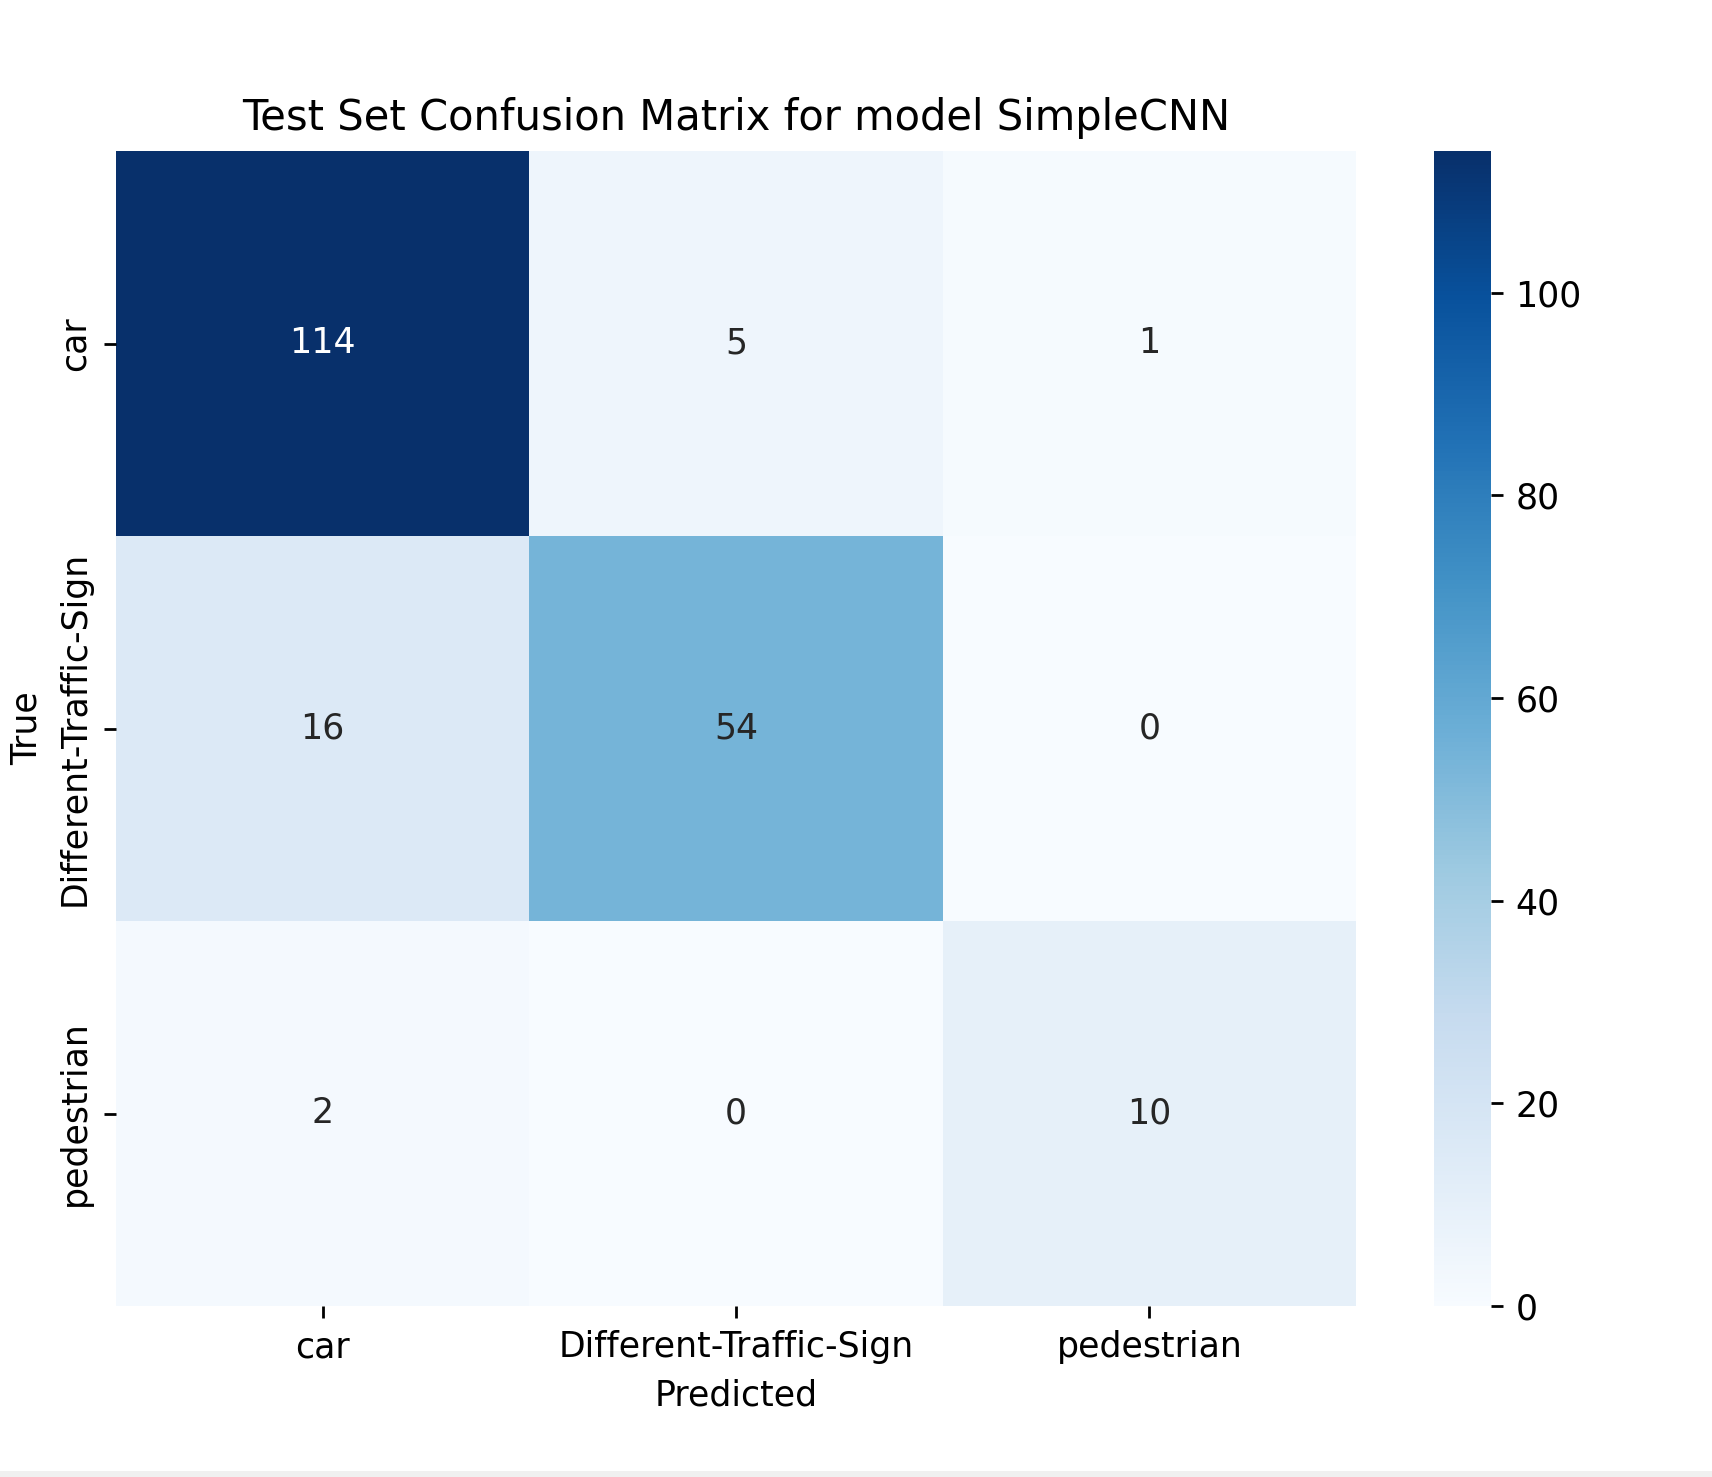 Test Set Confusion Matrix for model SimpleCNN
True
car
114
5
1
Different-Traffic-Sign
16
54
0
pedestrian
2
0
10
car
Different-Traffic-Sign
pedestrian
Predicted
100
80
60
40
20
0